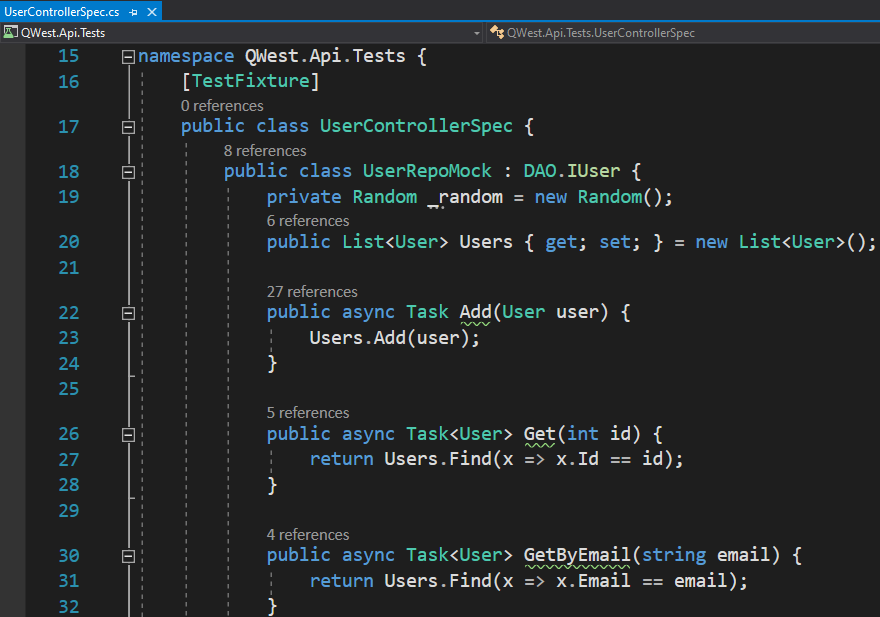 UserControllerSpec.cs
QWest.Api.Tests QWest.Api.Tests.UserControllerSpec
15 namespace QWest.Api.Tests {
16 [TestFixture]
0 references
17 public class UserControllerSpec {
8 references
18 public class UserRepoMock : DAO.IUser {
19 private Random _random = new Random();
6 references
20 public List<User> Users { get; set; } = new List<User>();
21
27 references
22 public async Task Add(User user) {
23 Users.Add(user);
24 }
25
5 references
26 public async Task<User> Get(int id) {
27 return Users.Find(x => x.Id == id);
28 }
29
4 references
30 public async Task<User> GetByEmail(string email) {
31 return Users.Find(x => x.Email == email);
32 }